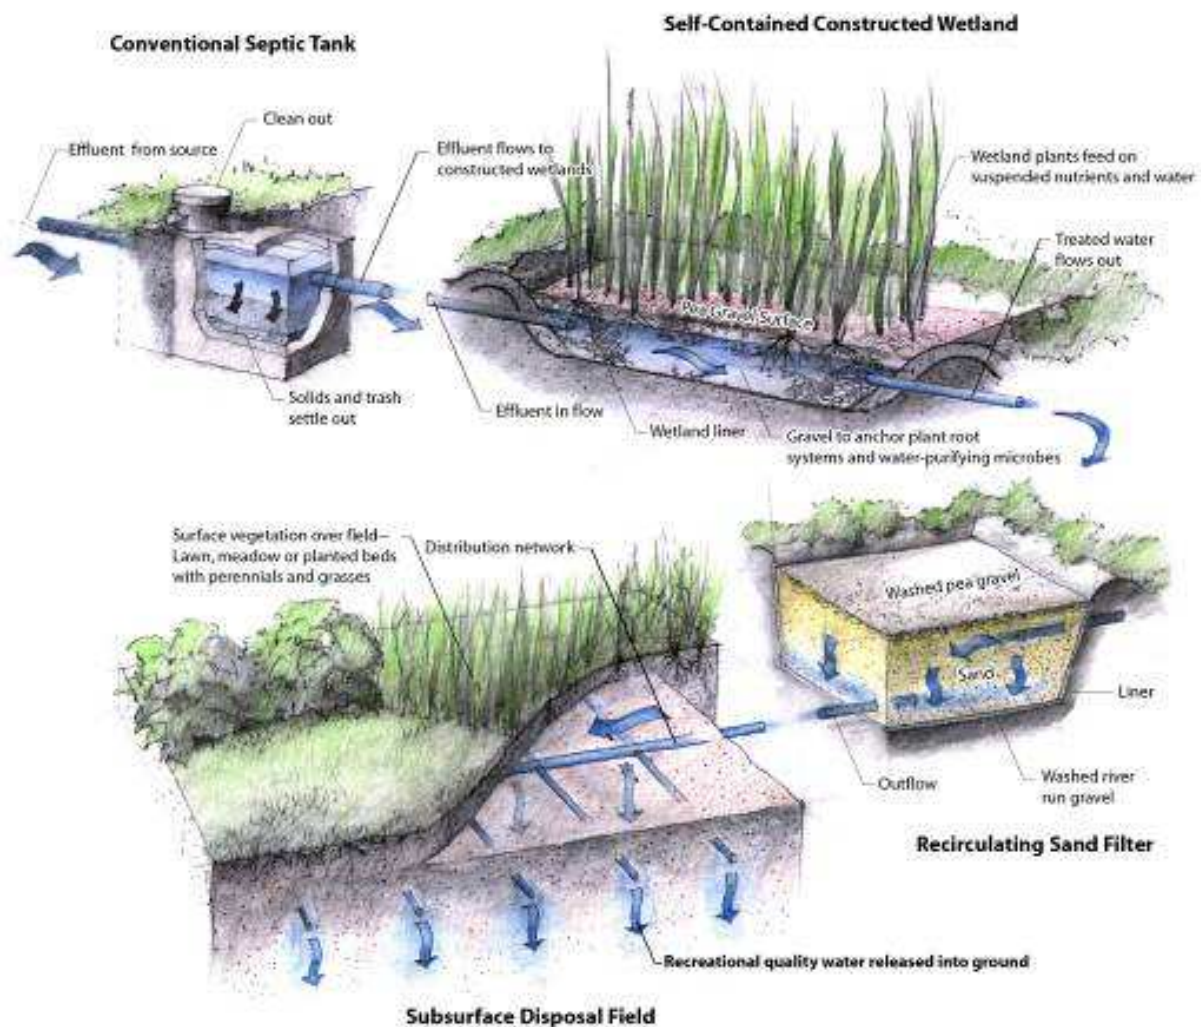 Self-Contained Constructed Wetland
Conventional Septic Tank
Clean out
Effluent from source
Effluent flows to
constructed wetlands
Wetland plants feed on
suspended nutrients and water
Treated water
flows out
Pea Gravel Surface
Solids and trash
settle out
Effluent in flow
Wetland liner
Gravel to anchor plant root
systems and water-purifying microbes
Surface vegetation over field–
Lawn, meadow or planted beds
with perennials and grasses
Distribution network
Washed pea gravel
Sand
Liner
Outflow
Washed river
run gravel
Recirculating Sand Filter
Recreational quality water released into ground
Subsurface Disposal Field